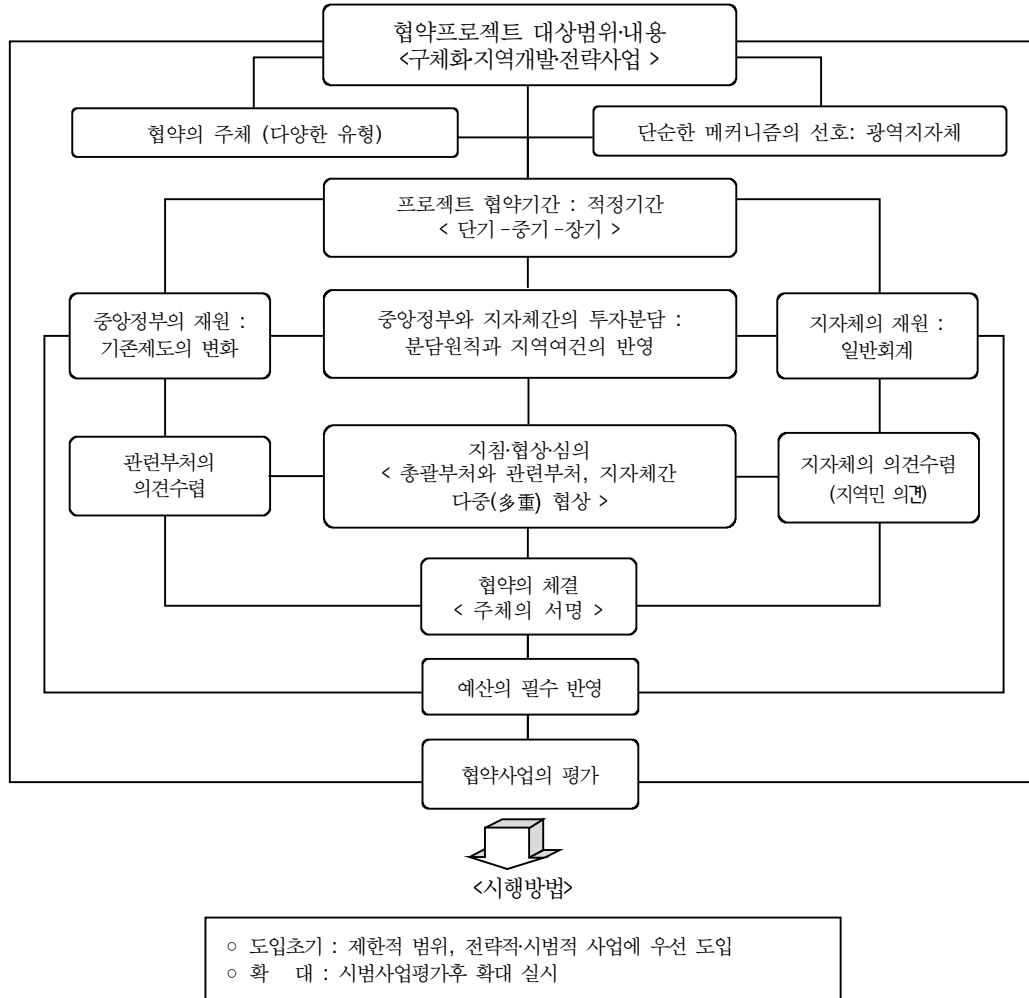 협약프로젝트 대상범위·내용
<구체화·지역개발·전략사업 >
협약의 주체 (다양한 유형)
단순한 메커니즘의 선호: 광역지자체
프로젝트 협약기간 : 적정기간
< 단기 -중기 -장기 >
중앙정부의 재원 :
기존제도의 변화
중앙정부와 지자체간의 투자분담 :
분담원칙과 지역여건의 반영
지자체의 재원 :
일반회계
관련부처의
의견수렵
지침·협상·심의
< 총괄부처와 관련부처, 지자체간
다중(多重) 협상 >
지자체의 의견수렴
(지역민 의견)
협약의 체결
< 주체의 서명 >
예산의 필수 반영
협약사업의 평가
<시행방법>
○ 도입초기 : 제한적 범위, 전략적·시범적 사업에 우선 도입
○ 확 대 : 시범사업평가후 확대 실시